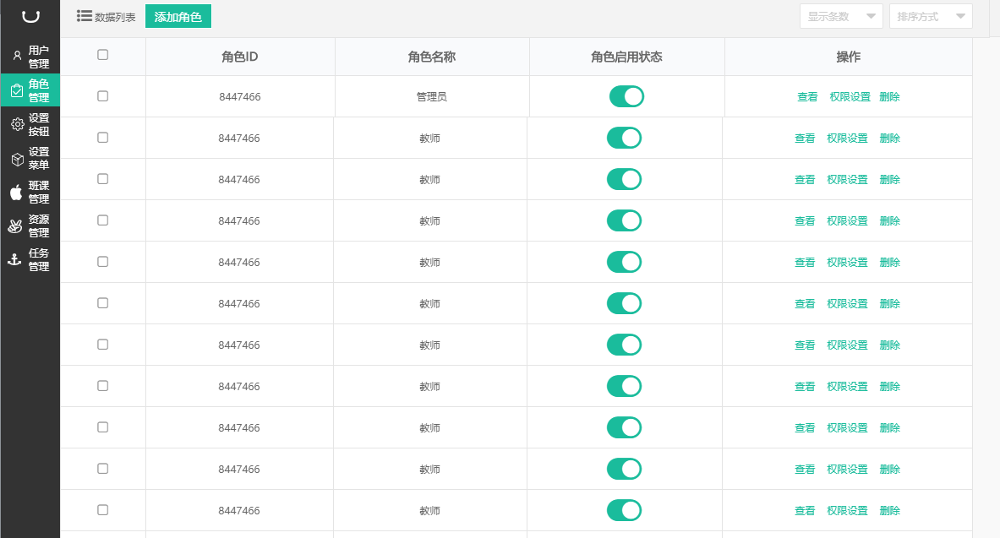 数据列表 添加角色 显示条数 排序方式
用户
管理
角色
管理
设置
按钮
设置
菜单
班课
管理
资源
管理
任务
管理
角色ID 角色名称 角色启用状态 操作
8447466 管理员 查看 权限设置 删除
8447466 教师 查看 权限设置 删除
8447466 教师 查看 权限设置 删除
8447466 教师 查看 权限设置 删除
8447466 教师 查看 权限设置 删除
8447466 教师 查看 权限设置 删除
8447466 教师 查看 权限设置 删除
8447466 教师 查看 权限设置 删除
8447466 教师 查看 权限设置 删除
8447466 教师 查看 权限设置 删除
8447466 教师 查看 权限设置 删除